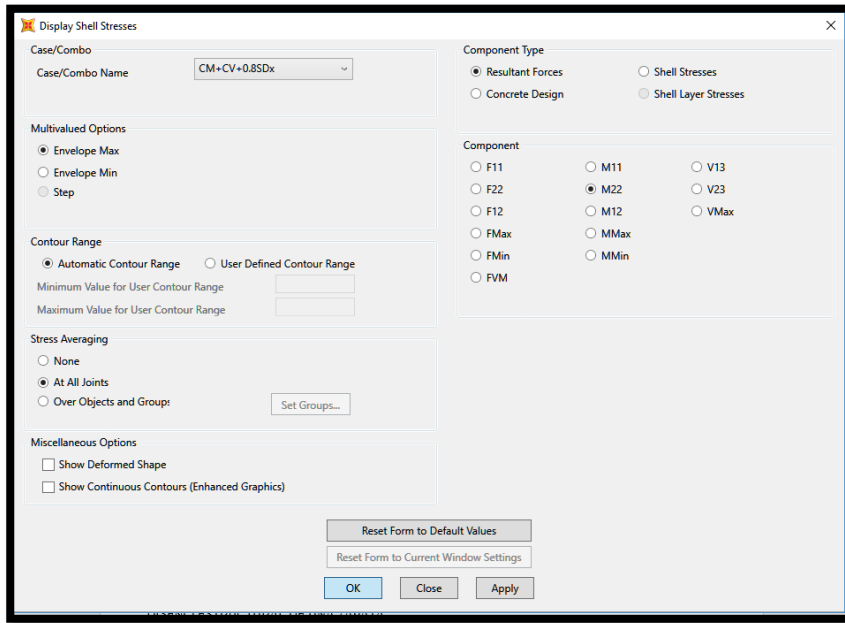 Display Shell Stresses
Case/Combo
Case/Combo Name
CM+CV+0.8SDx
Multivalued Options
Envelope Max
Envelope Min
Step
Contour Range
Automatic Contour Range
User Defined Contour Range
Minimum Value for User Contour Range
Maximum Value for User Contour Range
Stress Averaging
None
At All Joints
Over Objects and Groups
Set Groups...
Miscellaneous Options
Show Deformed Shape
Show Continuous Contours (Enhanced Graphics)
Component Type
Resultant Forces
Shell Stresses
Concrete Design
Shell Layer Stresses
Component
F11
M11
V13
F22
M22
V23
F12
M12
VMax
FMax
MMax
FMin
MMin
FVM
Reset Form to Default Values
Reset Form to Current Window Settings
OK
Close
Apply